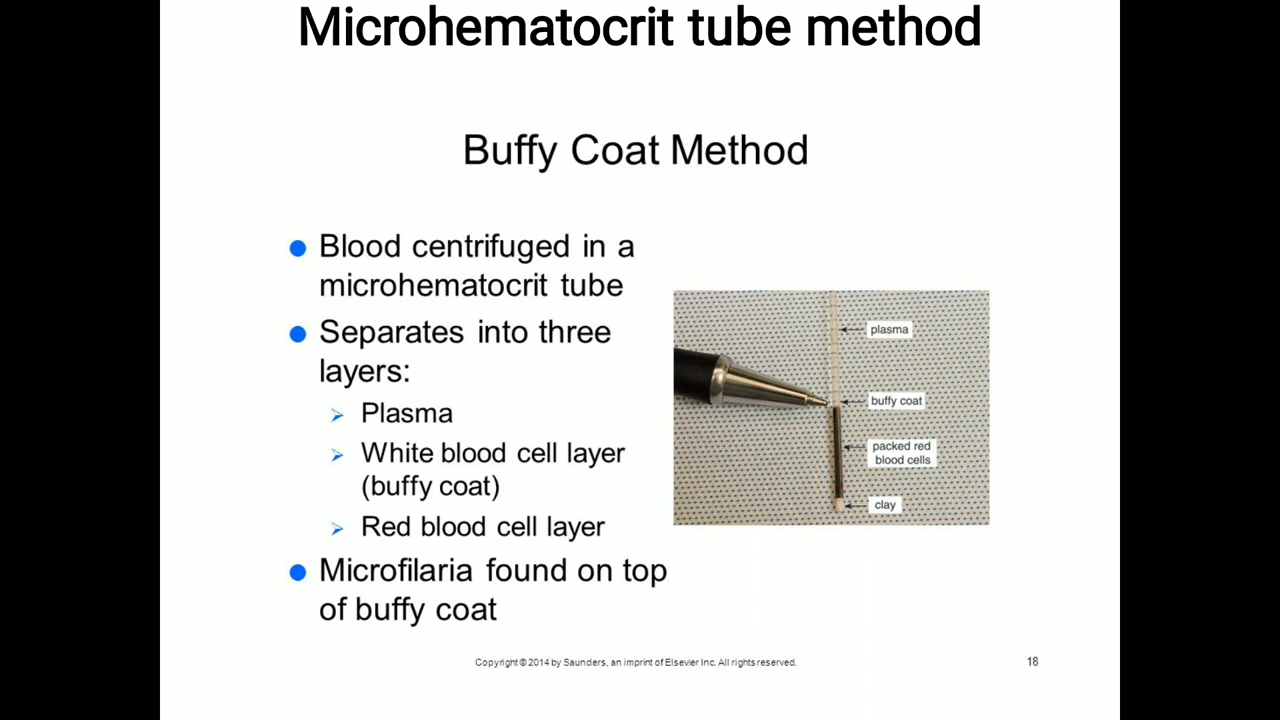 Microhematocrit tube method
Buffy Coat Method
Blood centrifuged in a
microhematocrit tube
Separates into three
layers:
Plasma
White blood cell layer
(buffy coat)
Red blood cell layer
Microfilaria found on top
of buffy coat
plasma
buffy coat
packed red
blood cells
clay
Copyright © 2014 by Saunders, an imprint of Elsevier Inc. All rights reserved.
18